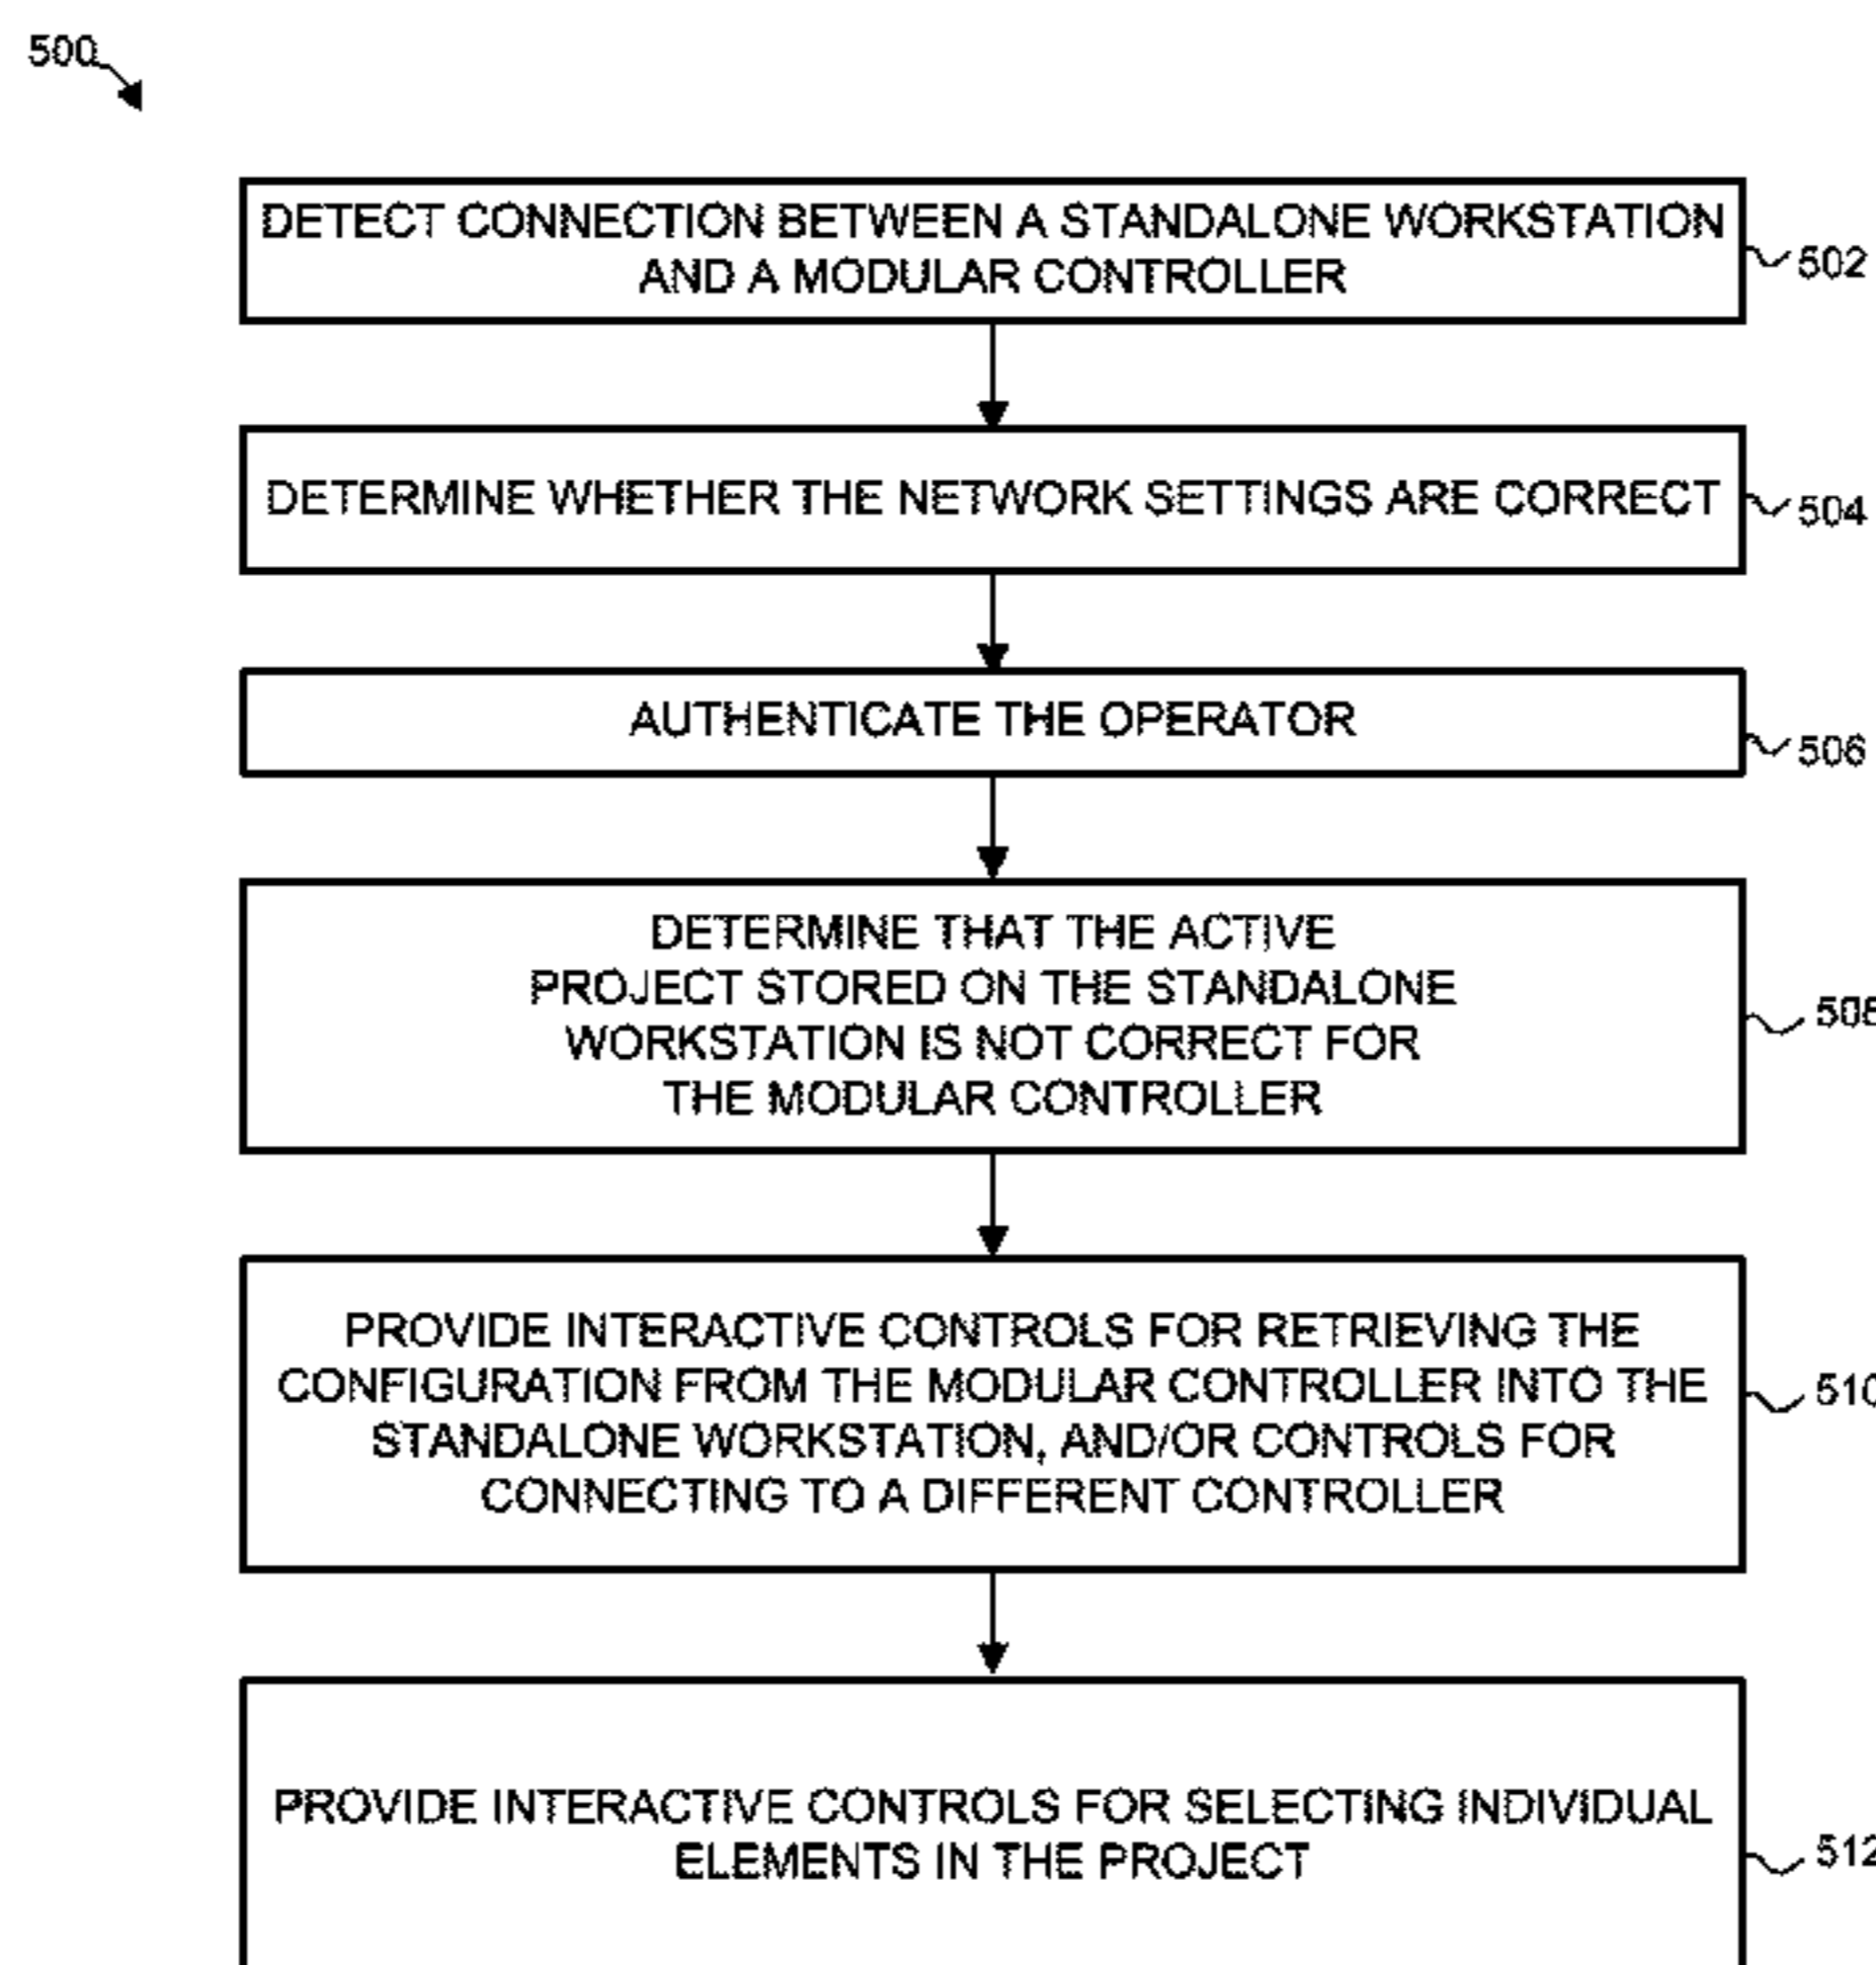 500
DETECT CONNECTION BETWEEN A STANDALONE WORKSTATION
AND A MODULAR CONTROLLER
502
DETERMINE WHETHER THE NETWORK SETTINGS ARE CORRECT
504
AUTHENTICATE THE OPERATOR
506
DETERMINE THAT THE ACTIVE
PROJECT STORED ON THE STANDALONE
WORKSTATION IS NOT CORRECT FOR
THE MODULAR CONTROLLER
508
PROVIDE INTERACTIVE CONTROLS FOR RETRIEVING THE
CONFIGURATION FROM THE MODULAR CONTROLLER INTO THE
STANDALONE WORKSTATION, AND/OR CONTROLS FOR
CONNECTING TO A DIFFERENT CONTROLLER
510
PROVIDE INTERACTIVE CONTROLS FOR SELECTING INDIVIDUAL
ELEMENTS IN THE PROJECT
512